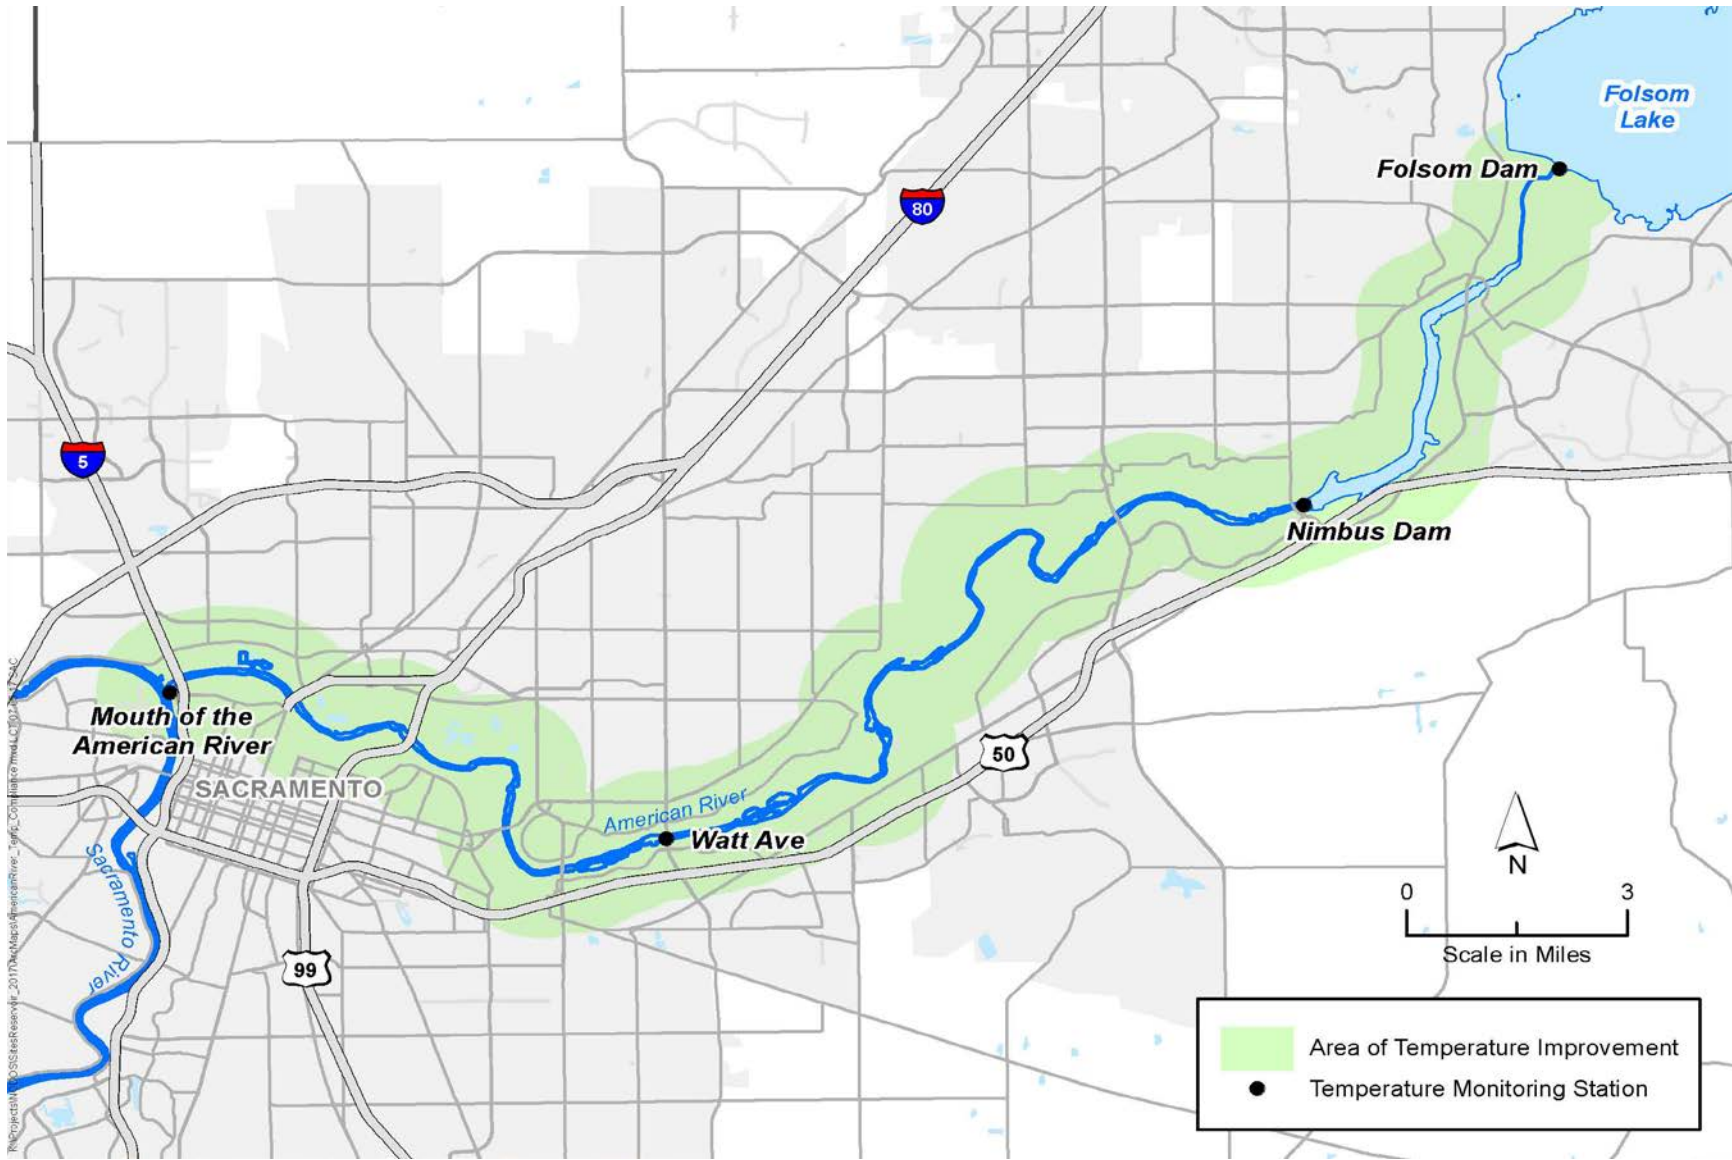 Folsom
Lake
Folsom Dam
80
5
Nimbus Dam
Mouth of the
American River
50
SACRAMENTO
American River
Watt Ave
Sacramento River
99
N
0 3
Scale in Miles
Area of Temperature Improvement
Temperature Monitoring Station